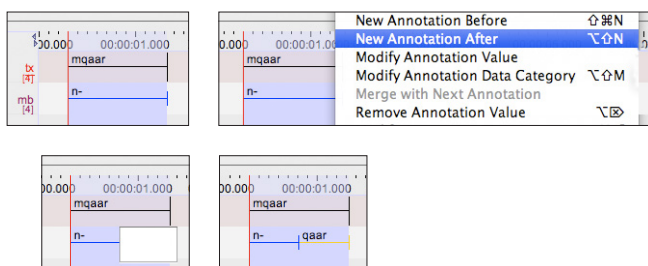 00.000 00:00:01.000
mqaar
tx
[4]
n-
mb
[4]
0.000 00:00:01.0
mqaar
n-
New Annotation Before ⇧⌘N
New Annotation After ⌥⇧N
Modify Annotation Value
Modify Annotation Data Category ⌥⇧M
Merge with Next Annotation
Remove Annotation Value ⌥⌦
00.000 00:00:01.000
mqaar
n-
00.000 00:00:01.000
mqaar
n- qaar